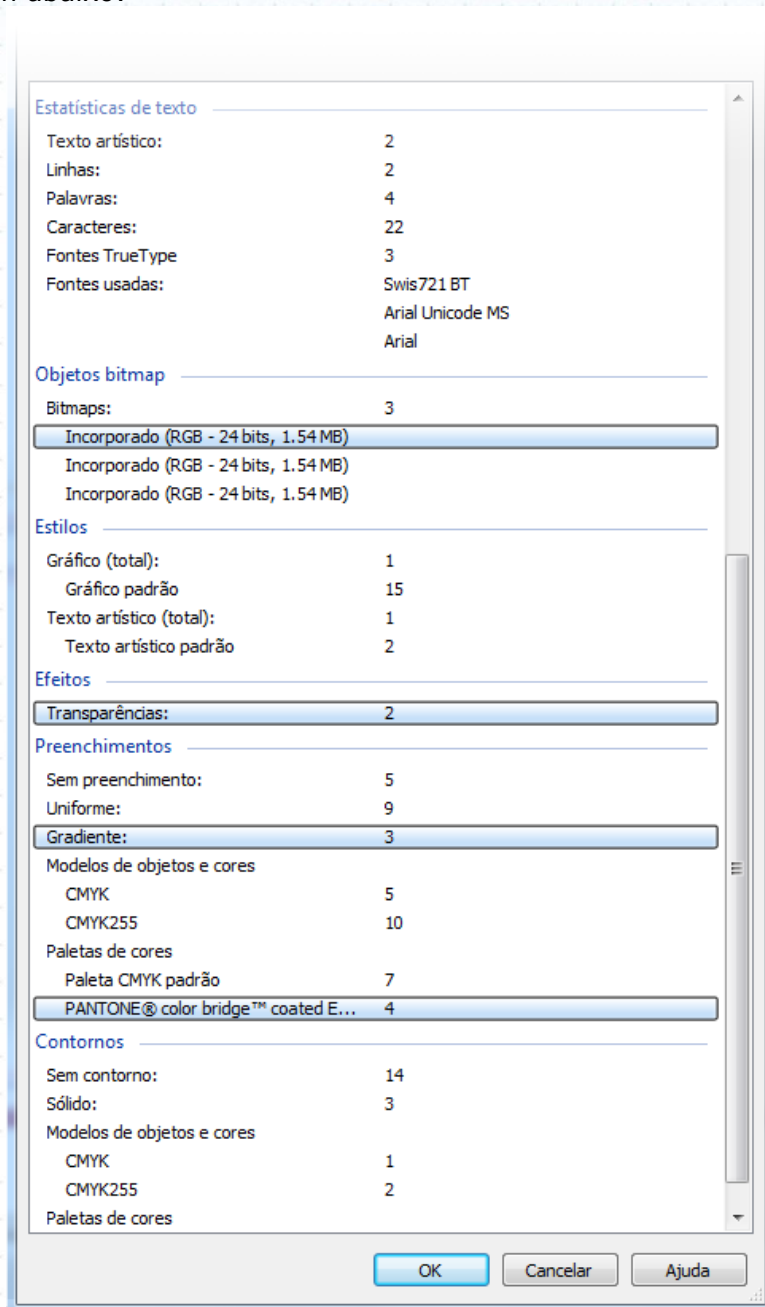 abaixo.
Estatísticas de texto
Texto artístico: 2
Linhas: 2
Palavras: 4
Caracteres: 22
Fontes TrueType 3
Fontes usadas: Swis721 BT
Arial Unicode MS
Arial
Objetos bitmap
Bitmaps: 3
Incorporado (RGB - 24 bits, 1.54 MB)
Incorporado (RGB - 24 bits, 1.54 MB)
Incorporado (RGB - 24 bits, 1.54 MB)
Estilos
Gráfico (total): 1
Gráfico padrão 15
Texto artístico (total): 1
Texto artístico padrão 2
Efeitos
Transparências: 2
Preenchimentos
Sem preenchimento: 5
Uniforme: 9
Gradiente: 3
Modelos de objetos e cores
CMYK 5
CMYK255 10
Paletas de cores
Paleta CMYK padrão 7
PANTONE® color bridge™ coated E... 4
Contornos
Sem contorno: 14
Sólido: 3
Modelos de objetos e cores
CMYK 1
CMYK255 2
Paletas de cores
OK Cancelar Ajuda